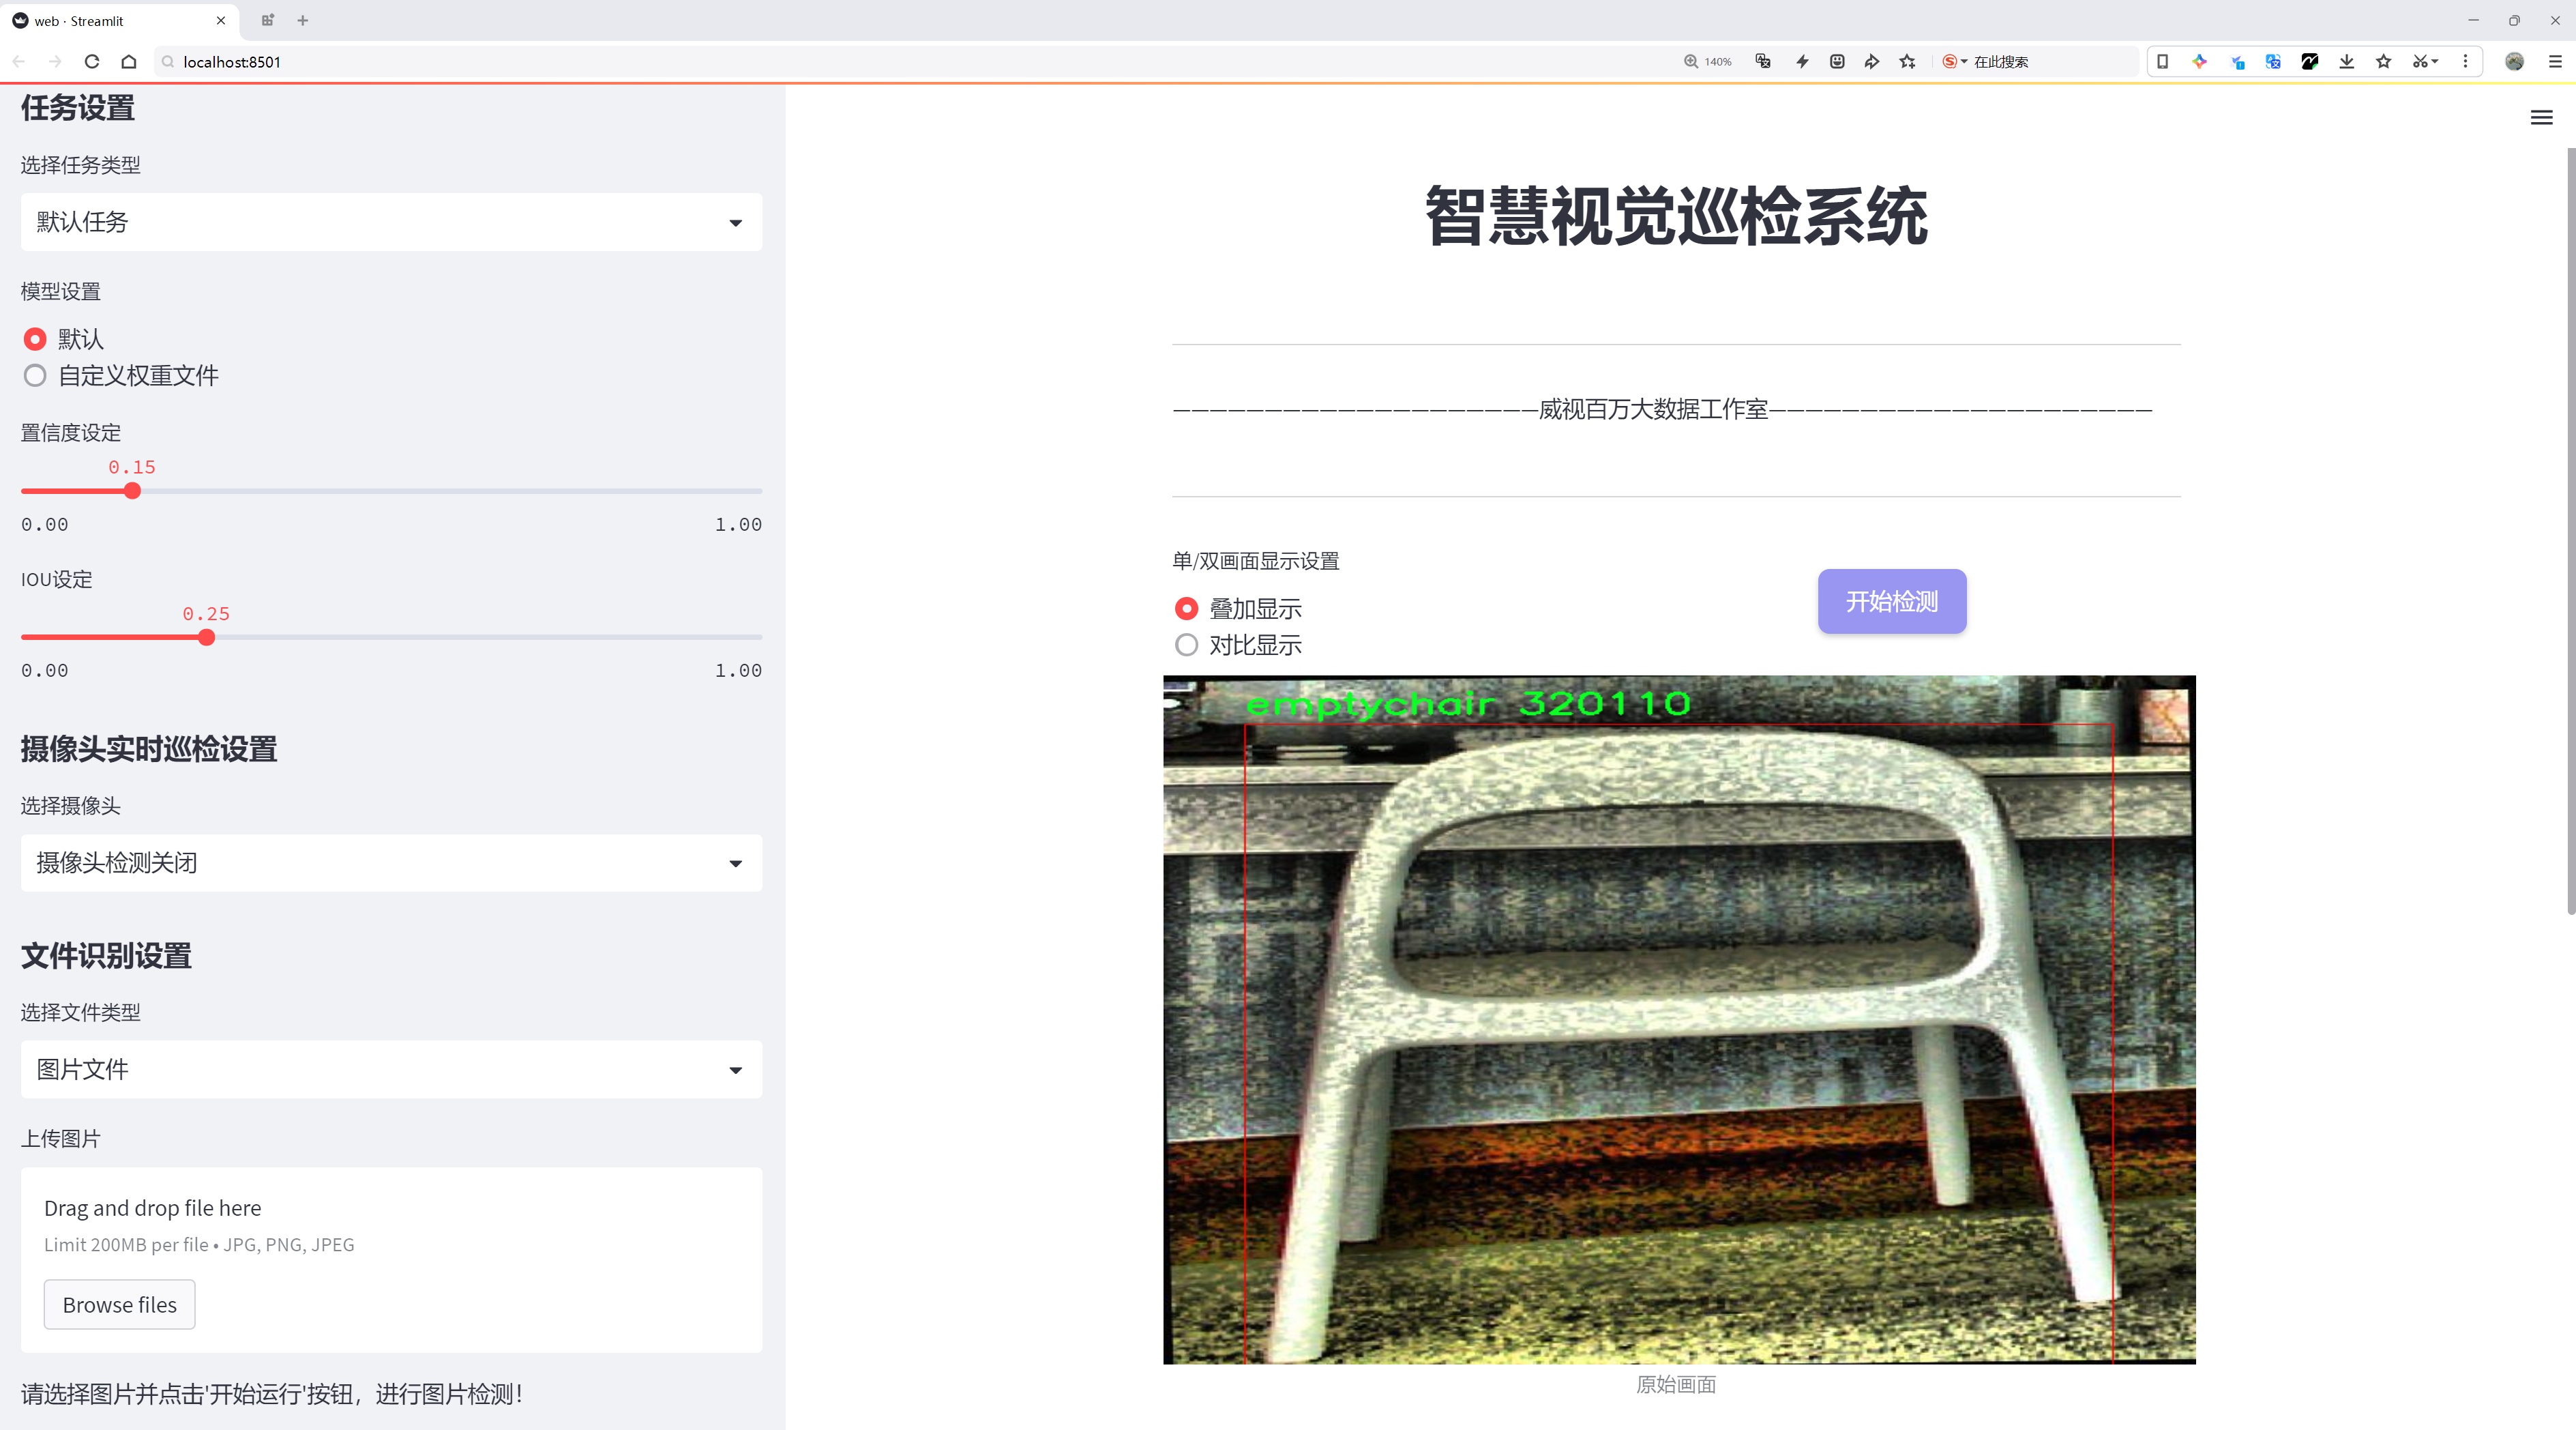 web · Streamlit
localhost:8501
140%
在此搜索
任务设置
选择任务类型
默认任务
模型设置
默认
自定义权重文件
置信度设定
0.15
0.00
1.00
IOU设定
0.25
0.00
1.00
摄像头实时巡检设置
选择摄像头
摄像头检测关闭
文件识别设置
选择文件类型
图片文件
上传图片
Drag and drop file here
Limit 200MB per file • JPG, PNG, JPEG
Browse files
请选择图片并点击'开始运行'按钮，进行图片检测！
智慧视觉巡检系统
————————————————————威视百万大数据工作室—————————————————————
单/双画面显示设置
叠加显示
对比显示
开始检测
emptychair 320110
原始画面